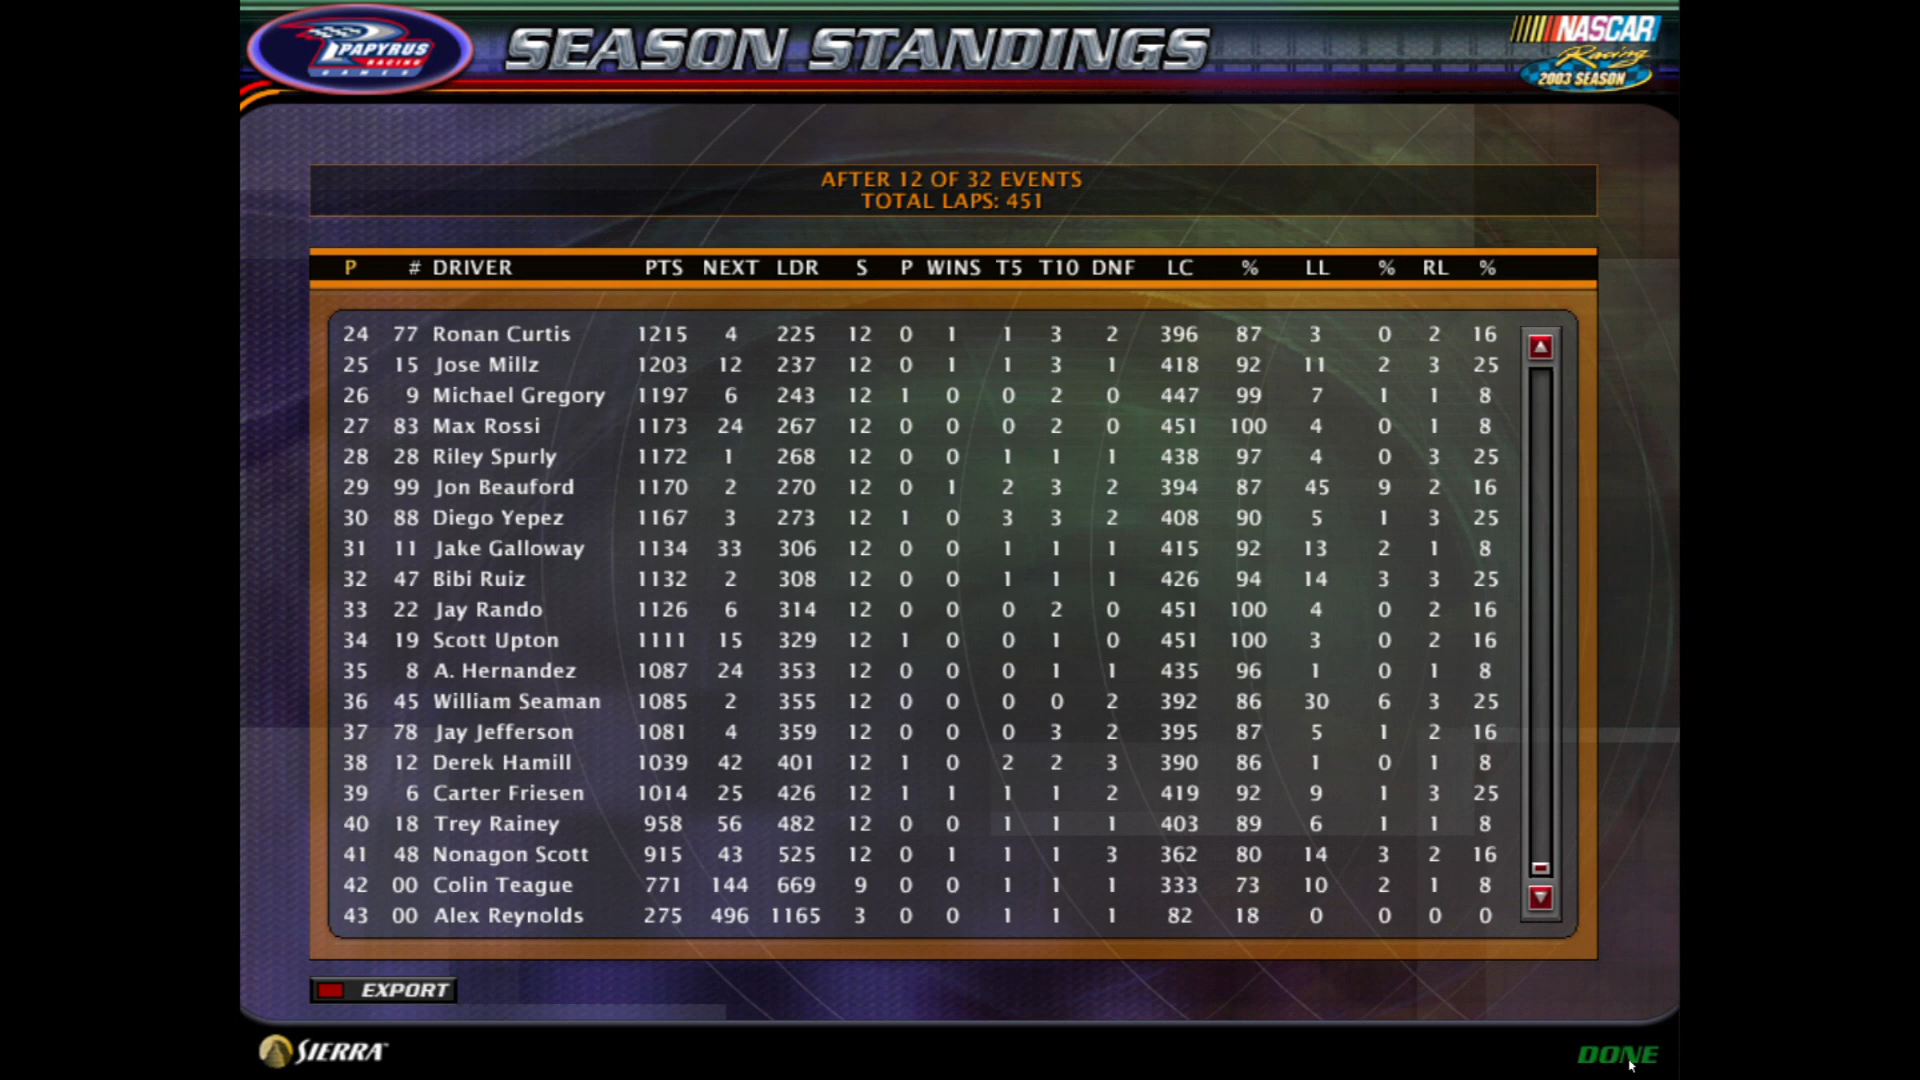 PAPYRUS
RACING
GAMES
SEASON STANDINGS
NASCAR
Racing
2003 SEASON
AFTER 12 OF 32 EVENTS
TOTAL LAPS: 451
P # DRIVER PTS NEXT LDR S P WINS T5 T10 DNF LC % LL % RL %
24 77 Ronan Curtis 1215 4 225 12 0 1 1 3 2 396 87 3 0 2 16
25 15 Jose Millz 1203 12 237 12 0 1 1 3 1 418 92 11 2 3 25
26 9 Michael Gregory 1197 6 243 12 1 0 0 2 0 447 99 7 1 1 8
27 83 Max Rossi 1173 24 267 12 0 0 0 2 0 451 100 4 0 1 8
28 28 Riley Spurly 1172 1 268 12 0 0 1 1 1 438 97 4 0 3 25
29 99 Jon Beauford 1170 2 270 12 0 1 2 3 2 394 87 45 9 2 16
30 88 Diego Yepez 1167 3 273 12 1 0 3 3 2 408 90 5 1 3 25
31 11 Jake Galloway 1134 33 306 12 0 0 1 1 1 415 92 13 2 1 8
32 47 Bibi Ruiz 1132 2 308 12 0 0 1 1 1 426 94 14 3 3 25
33 22 Jay Rando 1126 6 314 12 0 0 0 2 0 451 100 4 0 2 16
34 19 Scott Upton 1111 15 329 12 1 0 0 1 0 451 100 3 0 2 16
35 8 A. Hernandez 1087 24 353 12 0 0 0 1 1 435 96 1 0 1 8
36 45 William Seaman 1085 2 355 12 0 0 0 0 2 392 86 30 6 3 25
37 78 Jay Jefferson 1081 4 359 12 0 0 0 3 2 395 87 5 1 2 16
38 12 Derek Hamill 1039 42 401 12 1 0 2 2 3 390 86 1 0 1 8
39 6 Carter Friesen 1014 25 426 12 1 1 1 1 2 419 92 9 1 3 25
40 18 Trey Rainey 958 56 482 12 0 0 1 1 1 403 89 6 1 1 8
41 48 Nonagon Scott 915 43 525 12 0 1 1 1 3 362 80 14 3 2 16
42 00 Colin Teague 771 144 669 9 0 0 1 1 1 333 73 10 2 1 8
43 00 Alex Reynolds 275 496 1165 3 0 0 1 1 1 82 18 0 0 0 0
EXPORT
SIERRA
DONE